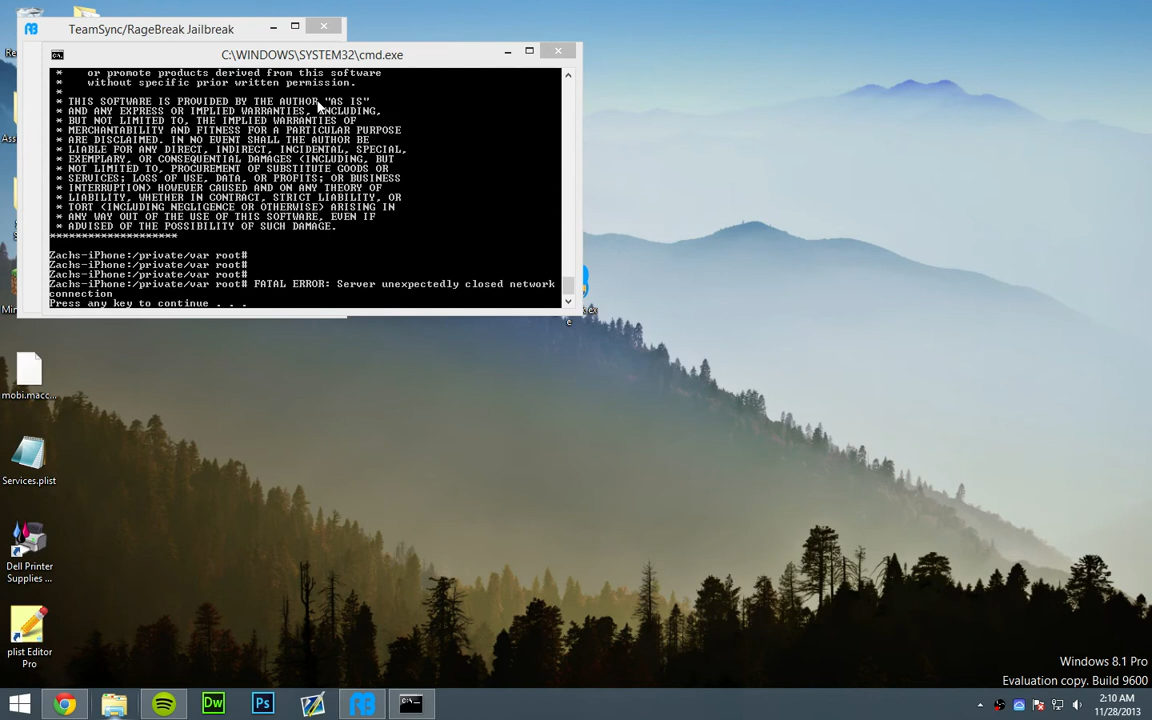 TeamSync/RageBreak Jailbreak
C:\WINDOWS\SYSTEM32\cmd.exe
*     or promote products derived from this software
*     without specific prior written permission.
*
* THIS SOFTWARE IS PROVIDED BY THE AUTHOR "AS IS"
* AND ANY EXPRESS OR IMPLIED WARRANTIES, INCLUDING,
* BUT NOT LIMITED TO, THE IMPLIED WARRANTIES OF
* MERCHANTABILITY AND FITNESS FOR A PARTICULAR PURPOSE
* ARE DISCLAIMED. IN NO EVENT SHALL THE AUTHOR BE
* LIABLE FOR ANY DIRECT, INDIRECT, INCIDENTAL, SPECIAL,
* EXEMPLARY, OR CONSEQUENTIAL DAMAGES (INCLUDING, BUT
* NOT LIMITED TO, PROCUREMENT OF SUBSTITUTE GOODS OR
* SERVICES; LOSS OF USE, DATA, OR PROFITS; OR BUSINESS
* INTERRUPTION) HOWEVER CAUSED AND ON ANY THEORY OF
* LIABILITY, WHETHER IN CONTRACT, STRICT LIABILITY, OR
* TORT (INCLUDING NEGLIGENCE OR OTHERWISE) ARISING IN
* ANY WAY OUT OF THE USE OF THIS SOFTWARE, EVEN IF
* ADVISED OF THE POSSIBILITY OF SUCH DAMAGE.
********************
Zachs-iPhone:/private/var root#
Zachs-iPhone:/private/var root#
Zachs-iPhone:/private/var root#
Zachs-iPhone:/private/var root# FATAL ERROR: Server unexpectedly closed network
connection
Press any key to continue . . .
mobi.macc...
Services.plist
Dell Printer
Supplies ...
plist Editor
Pro
Windows 8.1 Pro
Evaluation copy. Build 9600
RB
Dw
Ps
RB
2:10 AM
11/28/2013